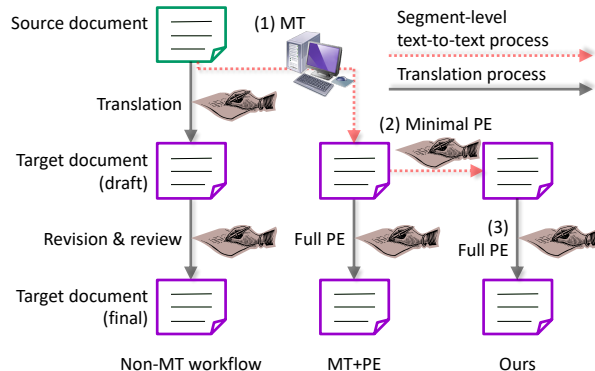 Source document
(1) MT
Segment-level
text-to-text process
Translation process
Translation
(2) Minimal PE
Target document
(draft)
Revision & review
Full PE
(3)
Full PE
Target document
(final)
Non-MT workflow
MT+PE
Ours